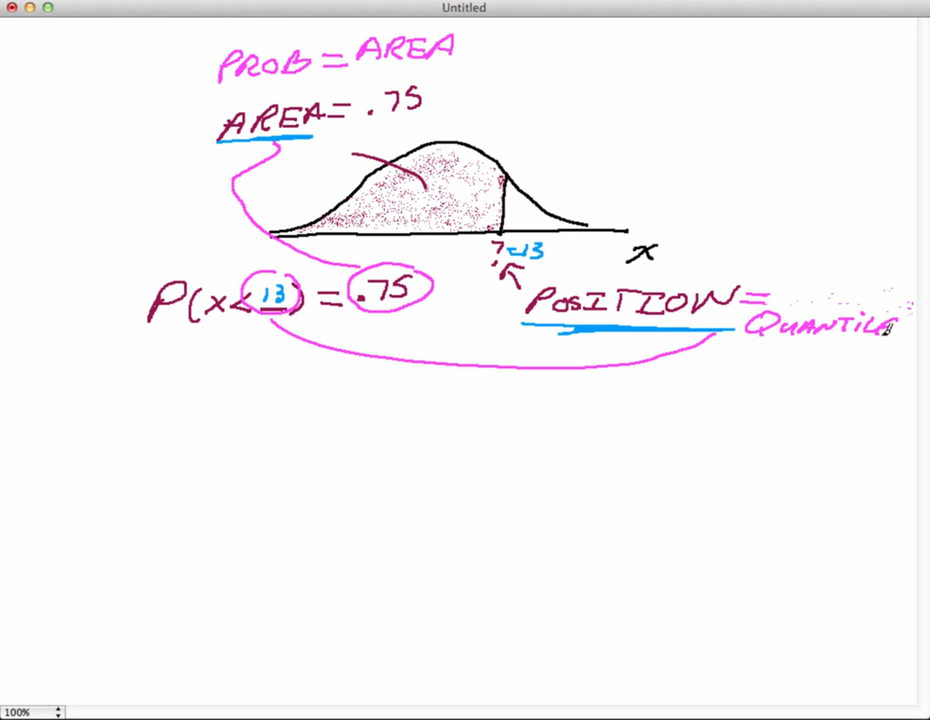 Untitled
PROB = AREA
AREA = .75
? = 13
x
P(x < 13) = .75
POSITION =
QUANTILE
100%